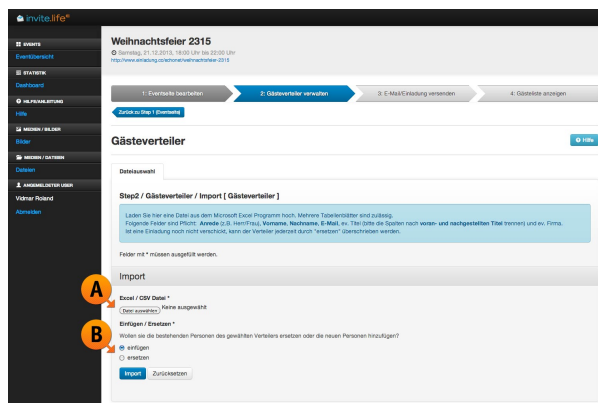 invite.life®
EVENTS
Eventübersicht
STATISTIK
Dashboard
HILFE/ANLEITUNG
Hilfe
MEDIEN / BILDER
Bilder
MEDIEN / DATEIEN
Dateien
ANGEMELDETER USER
Vidmar Roland
Abmelden
Weihnachtsfeier 2315
Samstag, 21.12.2013, 18:00 Uhr bis 22:00 Uhr
http://www.einladung.cc/echonet/weihnachtsfeier-2315
1: Eventseite bearbeiten
2: Gästeverteiler verwalten
3: E-Mail/Einladung versenden
4: Gästeliste anzeigen
Zurück zu Step 1 (Eventseite)
Gästeverteiler
Hilfe
Dateiauswahl
Step2 / Gästeverteiler / Import [ Gästeverteiler ]
Laden Sie hier eine Datei aus dem Microsoft Excel Programm hoch. Mehrere Tabellenblätter sind zulässig.
Folgende Felder sind Pflicht: Anrede (z.B. Herr/Frau), Vorname, Nachname, E-Mail, ev. Titel (bitte die Spalten nach voran- und nachgestellten Titel trennen) und ev. Firma.
Ist eine Einladung noch nicht verschickt, kann der Verteiler jederzeit durch "ersetzen" überschrieben werden.
Felder mit * müssen ausgefüllt werden.
Import
A
Excel / CSV Datei *
Datei auswählen Keine ausgewählt
B
Einfügen / Ersetzen *
Wollen sie die bestehenden Personen des gewählten Verteilers ersetzen oder die neuen Personen hinzufügen?
einfügen
ersetzen
Import Zurücksetzen